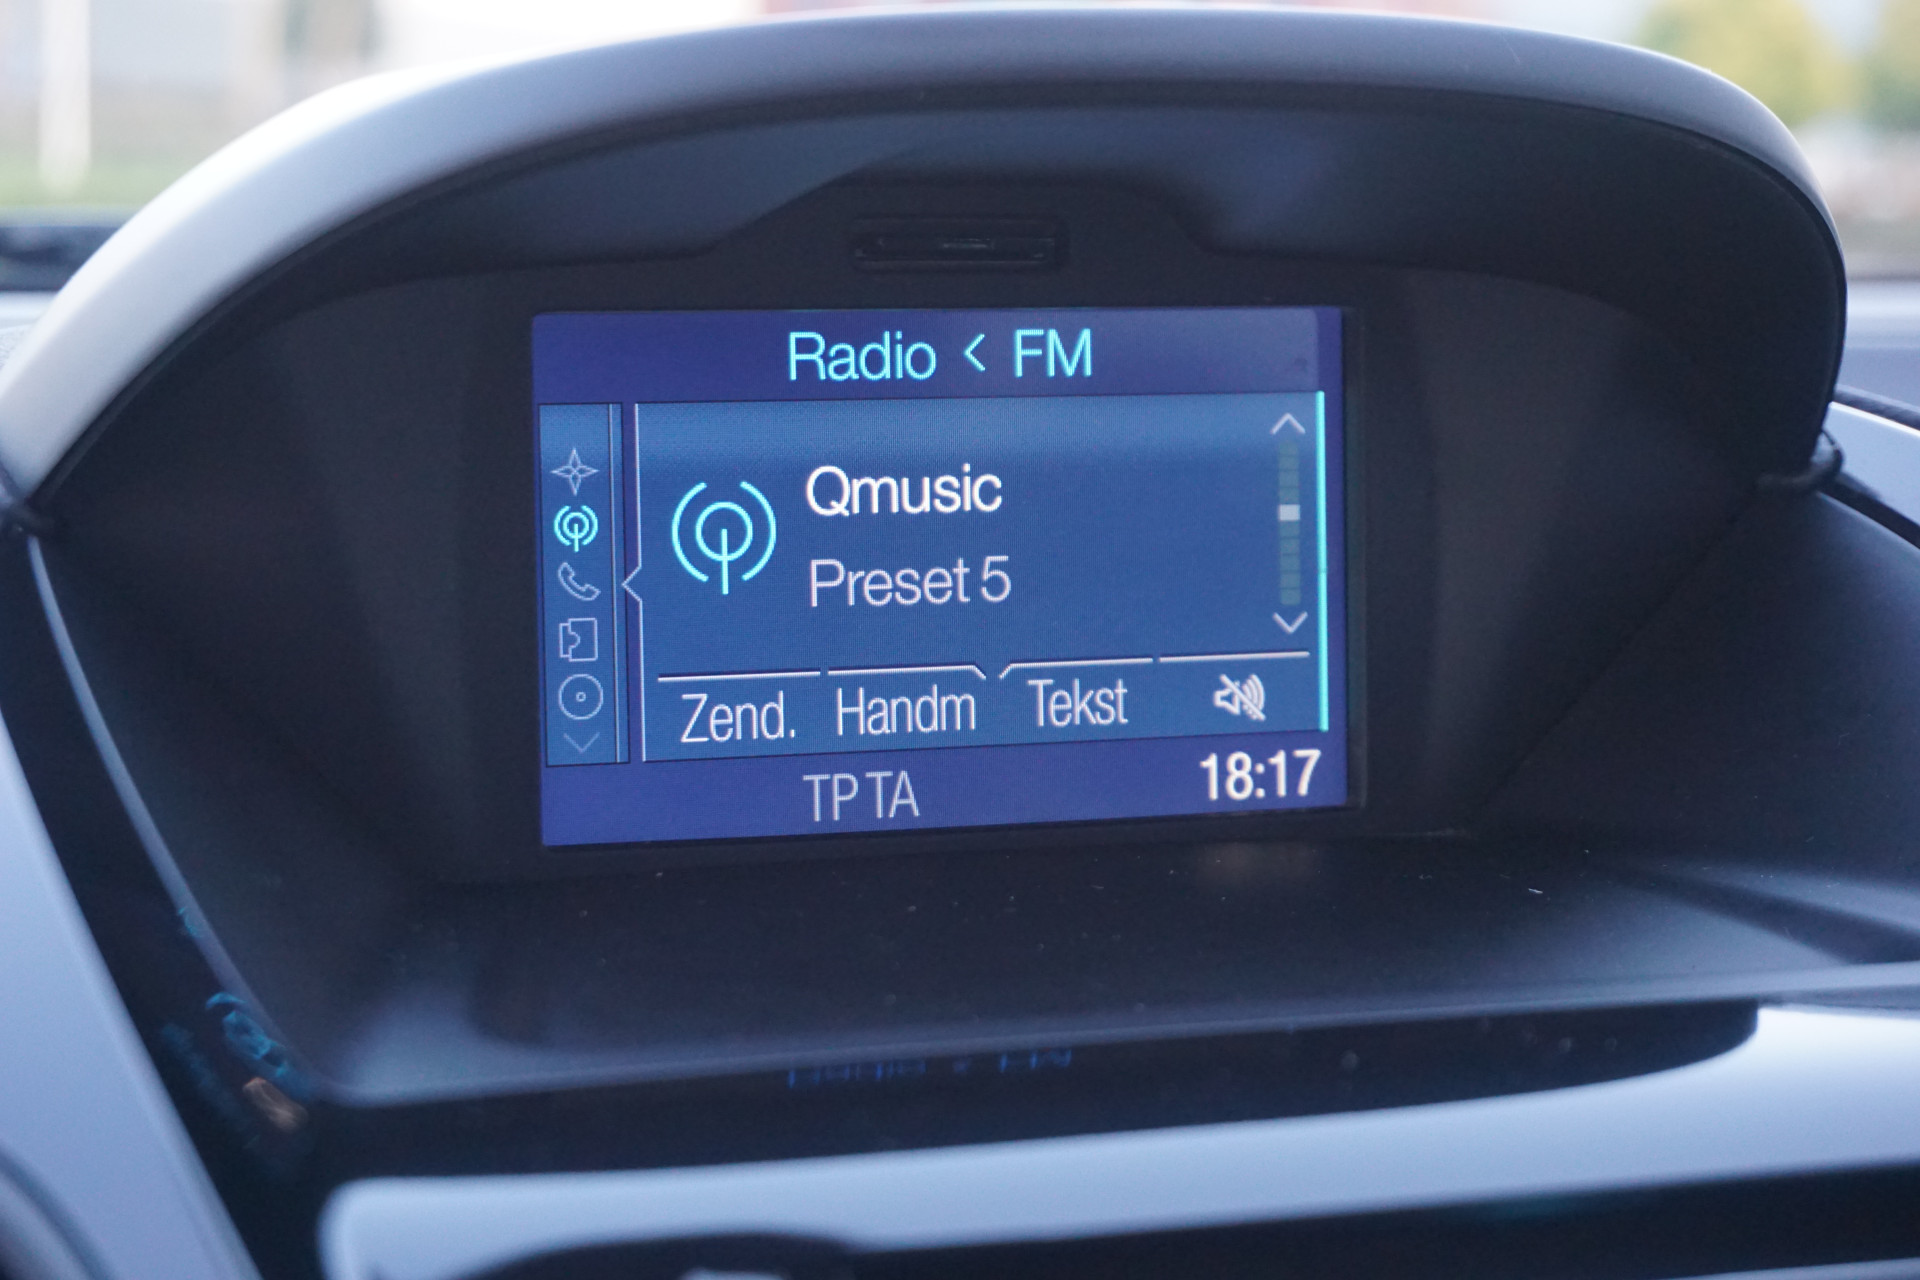 Radio < FM
Qmusic
Preset 5
Zend. Handm Tekst
TP TA 18:17